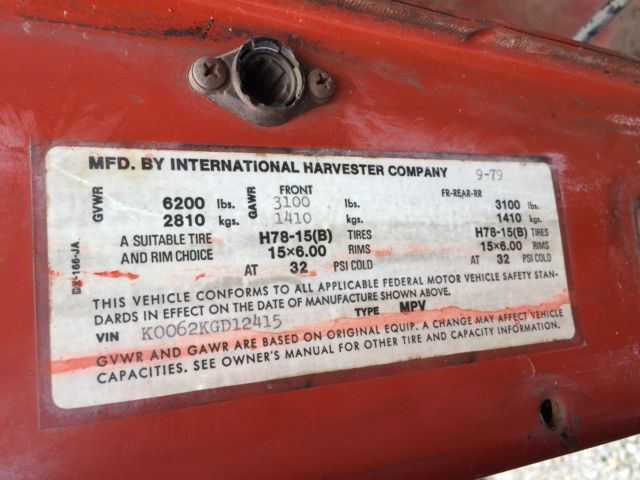 MFD. BY INTERNATIONAL HARVESTER COMPANY 9-79
GVWR 6200 lbs. GAWR FRONT 3100 lbs. FR-REAR-RR 3100 lbs.
2810 kgs. 1410 kgs. 1410 kgs.
A SUITABLE TIRE H78-15(B) TIRES H78-15(B) TIRES
AND RIM CHOICE 15×6.00 RIMS 15×6.00 RIMS
AT 32 PSI COLD AT 32 PSI COLD
THIS VEHICLE CONFORMS TO ALL APPLICABLE FEDERAL MOTOR VEHICLE SAFETY STAN-
DARDS IN EFFECT ON THE DATE OF MANUFACTURE SHOWN ABOVE.
VIN K0062KGD12415 TYPE MPV
GVWR AND GAWR ARE BASED ON ORIGINAL EQUIP. A CHANGE MAY AFFECT VEHICLE
CAPACITIES. SEE OWNER'S MANUAL FOR OTHER TIRE AND CAPACITY INFORMATION.
-166-JA